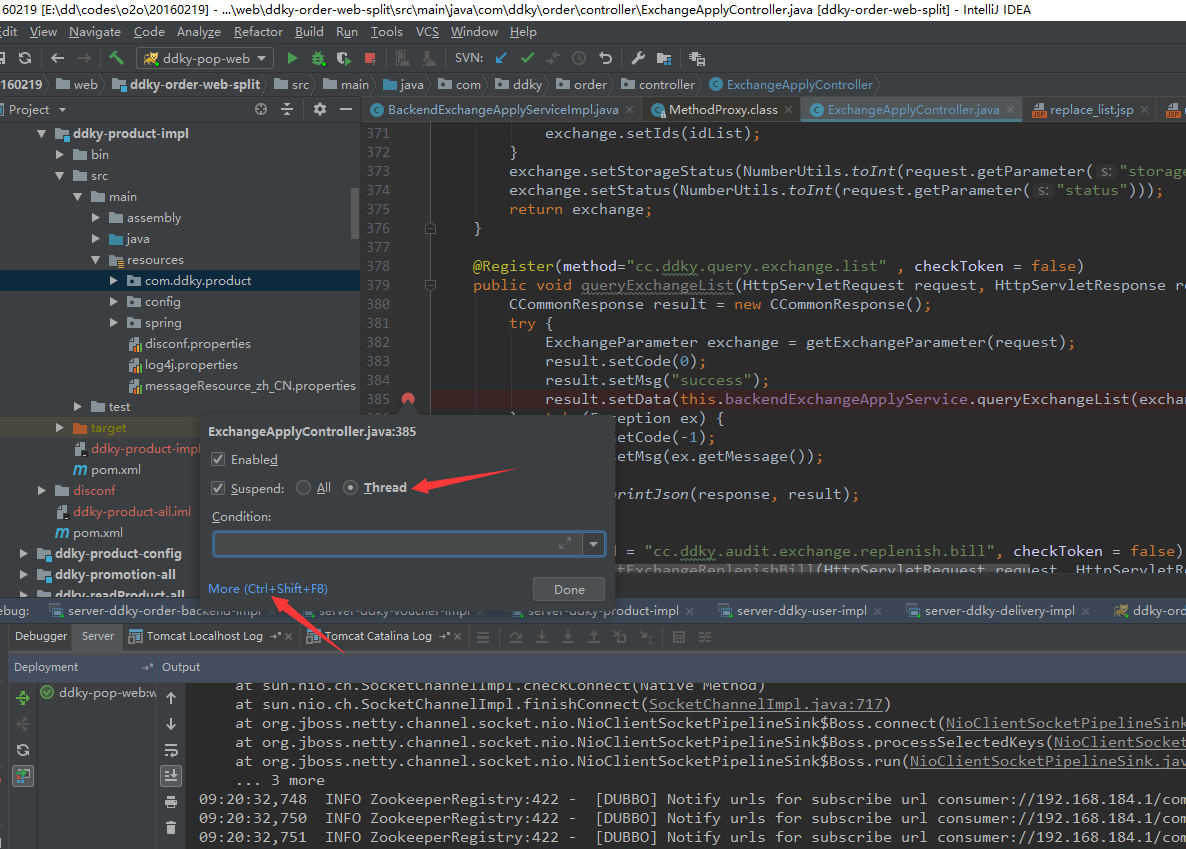 60219 [E:\dd\codes\o2o\20160219] - ...\web\ddky-order-web-split\src\main\java\com\ddky\order\controller\ExchangeApplyController.java [ddky-order-web-split] - IntelliJ IDEA
dit View Navigate Code Analyze Refactor Build Run Tools VCS Window Help
ddky-pop-web SVN:
160219 web ddky-order-web-split src main java com ddky order controller ExchangeApplyController
Project BackendExchangeApplyServiceImpl.java MethodProxy.class ExchangeApplyController.java replace_list.jsp
ddky-product-impl
bin
src
main
assembly
java
resources
com.ddky.product
config
spring
disconf.properties
log4j.properties
messageResource_zh_CN.properties
test
target
ddky-product-impl
pom.xml
disconf
ddky-product-all.iml
pom.xml
ddky-product-config
ddky-promotion-all
ddky-readProduct-all
371 exchange.setIds(idList);
372 }
373 exchange.setStorageStatus(NumberUtils.toInt(request.getParameter( s: "storage
374 exchange.setStatus(NumberUtils.toInt(request.getParameter( s: "status")));
375 return exchange;
376 }
377
378 @Register(method="cc.ddky.query.exchange.list" , checkToken = false)
379 public void queryExchangeList(HttpServletRequest request, HttpServletResponse re
380 CCommonResponse result = new CCommonResponse();
381 try {
382 ExchangeParameter exchange = getExchangeParameter(request);
383 result.setCode(0);
384 result.setMsg("success");
385 result.setData(this.backendExchangeApplyService.queryExchangeList(exchan
ption ex) {
etCode(-1);
etMsg(ex.getMessage());
rintJson(response, result);
= "cc.ddky.audit.exchange.replenish.bill", checkToken = false)
tExchangeReplenishBill(HttpServletRequest request, HttpServletRes
ExchangeApplyController.java:385
Enabled
Suspend: All Thread
Condition:
More (Ctrl+Shift+F8) Done
ebug: server-ddky-order-backend-impl server-ddky-voucher-impl server-ddky-product-impl server-ddky-user-impl server-ddky-delivery-impl ddky-ord
Debugger Server Tomcat Localhost Log Tomcat Catalina Log
Deployment Output
ddky-pop-web:w
at sun.nio.ch.SocketChannelImpl.checkConnect(Native Method)
at sun.nio.ch.SocketChannelImpl.finishConnect(SocketChannelImpl.java:717)
at org.jboss.netty.channel.socket.nio.NioClientSocketPipelineSink$Boss.connect(NioClientSocketPipelineSink
at org.jboss.netty.channel.socket.nio.NioClientSocketPipelineSink$Boss.processSelectedKeys(NioClientSocket
at org.jboss.netty.channel.socket.nio.NioClientSocketPipelineSink$Boss.run(NioClientSocketPipelineSink.jav
... 3 more
09:20:32,748 INFO ZookeeperRegistry:422 - [DUBBO] Notify urls for subscribe url consumer://192.168.184.1/com
09:20:32,750 INFO ZookeeperRegistry:422 - [DUBBO] Notify urls for subscribe url consumer://192.168.184.1/com
09:20:32,751 INFO ZookeeperRegistry:422 - [DUBBO] Notify urls for subscribe url consumer://192.168.184.1/com